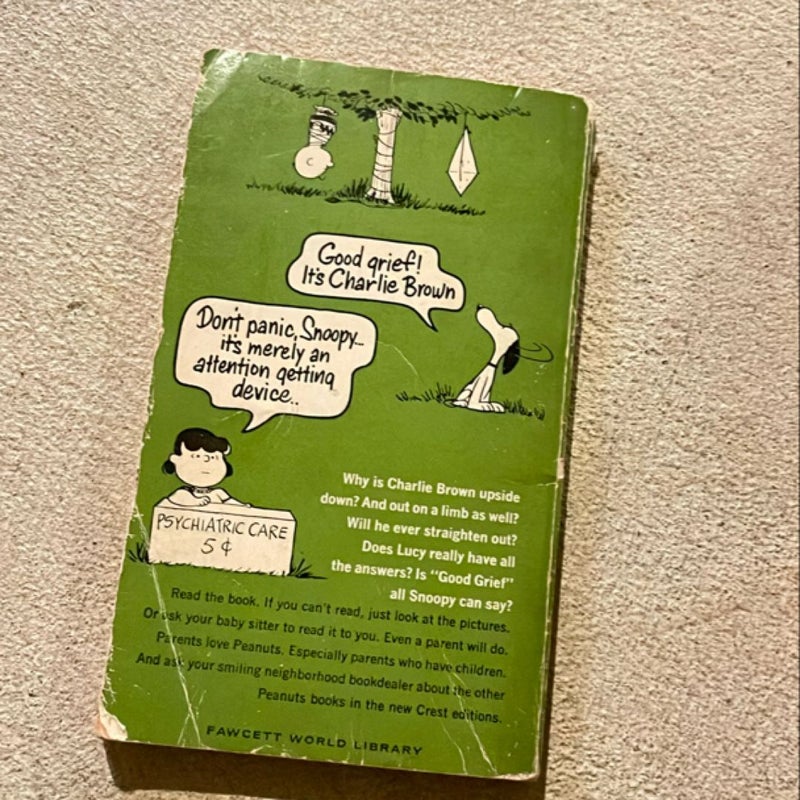 Good grief!
It's Charlie Brown
Don't panic, Snoopy...
it's merely an
attention getting
device..
PSYCHIATRIC CARE
5¢
Why is Charlie Brown upside
down? And out on a limb as well?
Will he ever straighten out?
Does Lucy really have all
the answers? Is "Good Grief"
all Snoopy can say?
Read the book. If you can't read, just look at the pictures.
Or ask your baby sitter to read it to you. Even a parent will do.
Parents love Peanuts. Especially parents who have children.
And ask your smiling neighborhood bookdealer about the other
Peanuts books in the new Crest editions.
FAWCETT WORLD LIBRARY